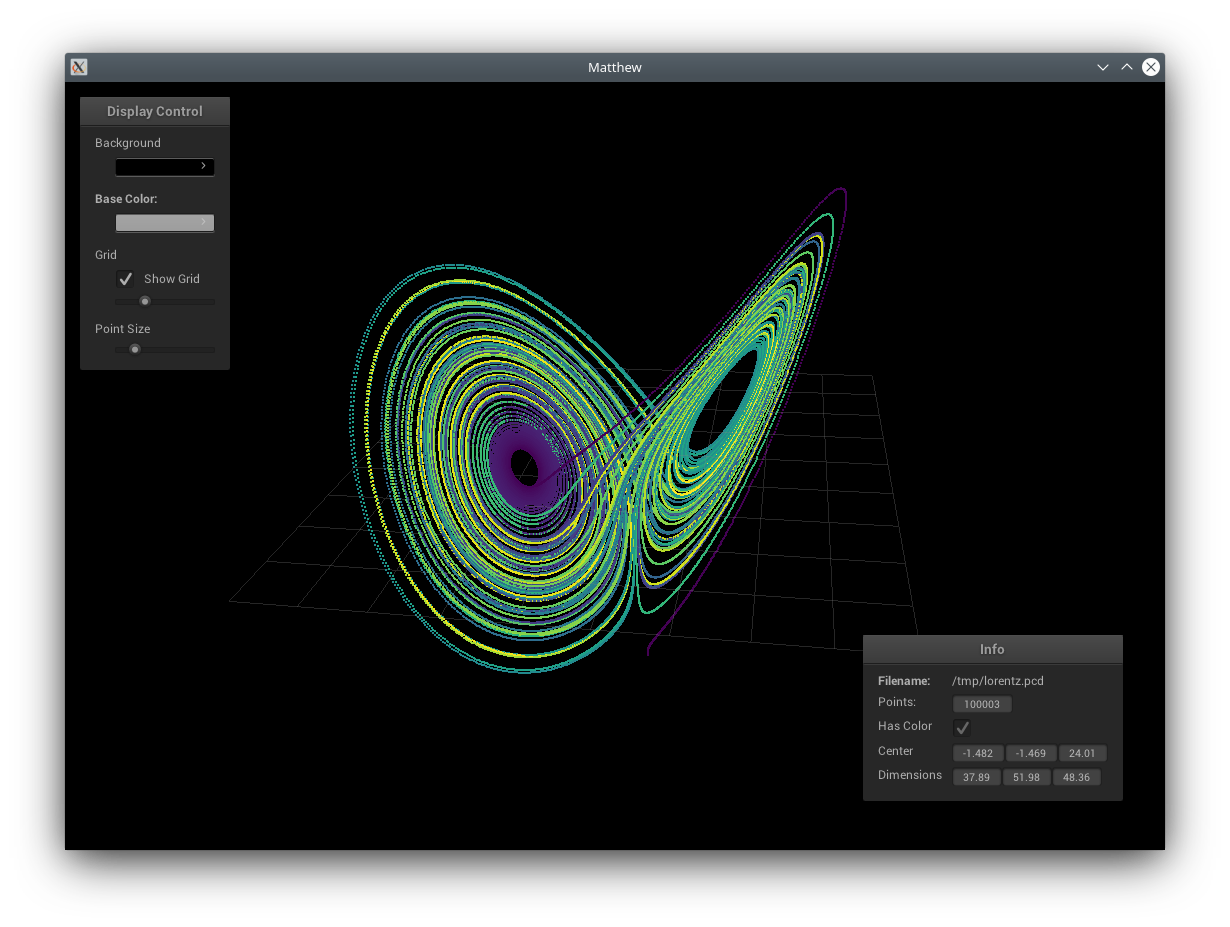 Matthew
Display Control
Background
Base Color:
Grid
Show Grid
Point Size
Info
Filename: /tmp/lorentz.pcd
Points: 100003
Has Color
Center -1.482 -1.469 24.01
Dimensions 37.89 51.98 48.36